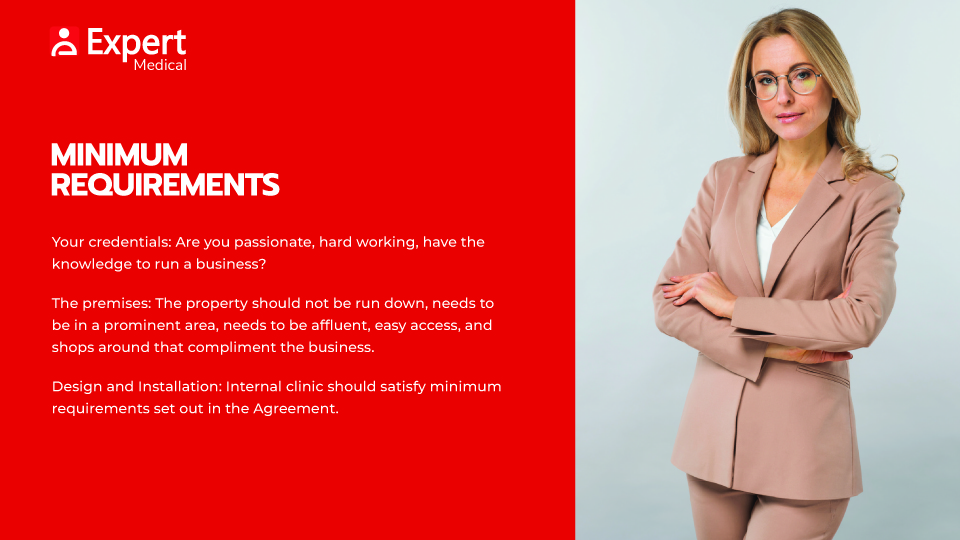 Expert
Medical
MINIMUM
REQUIREMENTS
Your credentials: Are you passionate, hard working, have the
knowledge to run a business?
The premises: The property should not be run down, needs to
be in a prominent area, needs to be affluent, easy access, and
shops around that compliment the business.
Design and Installation: Internal clinic should satisfy minimum
requirements set out in the Agreement.